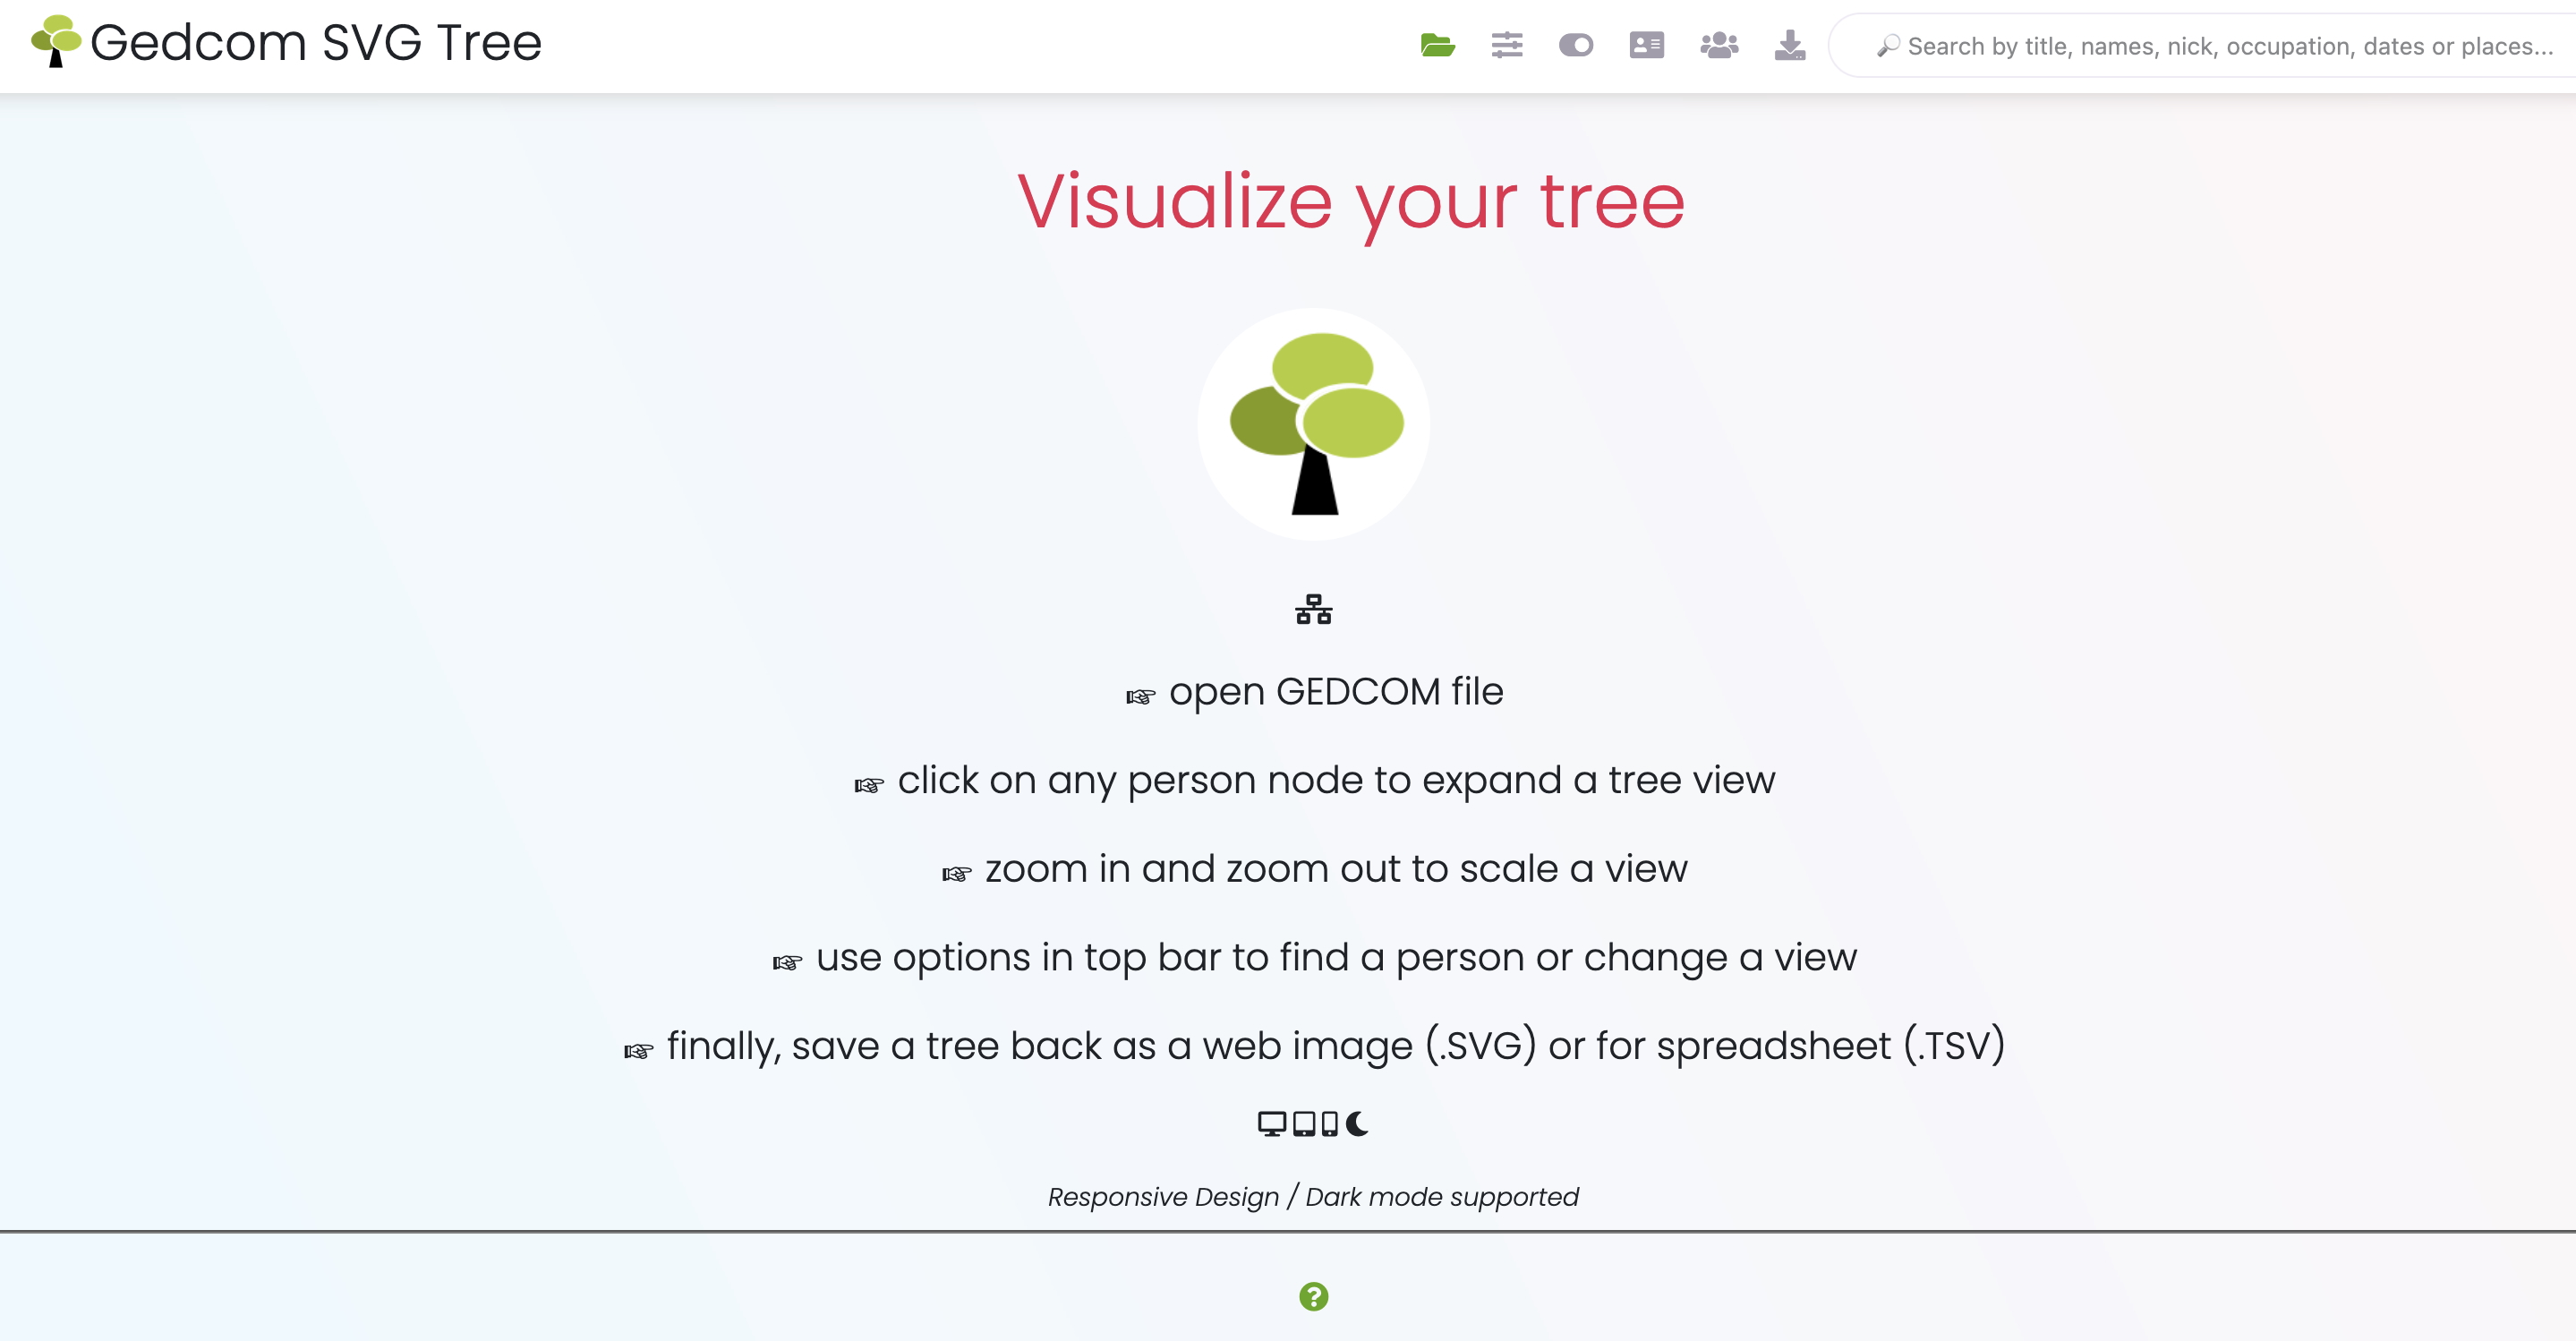 Gedcom SVG Tree
🔎 Search by title, names, nick, occupation, dates or places...
Visualize your tree
☞ open GEDCOM file
☞ click on any person node to expand a tree view
☞ zoom in and zoom out to scale a view
☞ use options in top bar to find a person or change a view
☞ finally, save a tree back as a web image (.SVG) or for spreadsheet (.TSV)
Responsive Design / Dark mode supported
?